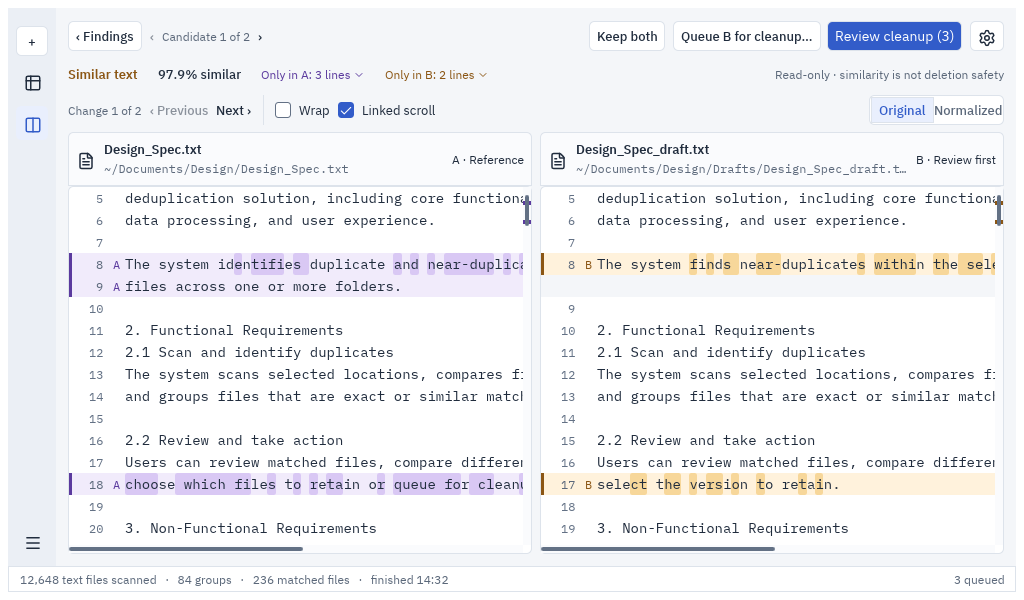 +
‹ Findings ‹ Candidate 1 of 2 › Keep both Queue B for cleanup... Review cleanup (3)
Similar text 97.9% similar Only in A: 3 lines Only in B: 2 lines Read-only · similarity is not deletion safety
Change 1 of 2 ‹ Previous Next › Wrap Linked scroll Original Normalized
Design_Spec.txt
~/Documents/Design/Design_Spec.txt
A · Reference
5 deduplication solution, including core functiona
6 data processing, and user experience.
7
8 A The system identifies duplicate and near-duplica
9 A files across one or more folders.
10
11 2. Functional Requirements
12 2.1 Scan and identify duplicates
13 The system scans selected locations, compares fi
14 and groups files that are exact or similar match
15
16 2.2 Review and take action
17 Users can review matched files, compare differen
18 A choose which files to retain or queue for cleanu
19
20 3. Non-Functional Requirements
Design_Spec_draft.txt
~/Documents/Design/Drafts/Design_Spec_draft.t…
B · Review first
5 deduplication solution, including core functiona
6 data processing, and user experience.
7
8 B The system finds near-duplicates within the sele
9
10 2. Functional Requirements
11 2.1 Scan and identify duplicates
12 The system scans selected locations, compares fi
13 and groups files that are exact or similar match
14
15 2.2 Review and take action
16 Users can review matched files, compare differen
17 B select the version to retain.
18
19 3. Non-Functional Requirements
12,648 text files scanned · 84 groups · 236 matched files · finished 14:32 3 queued